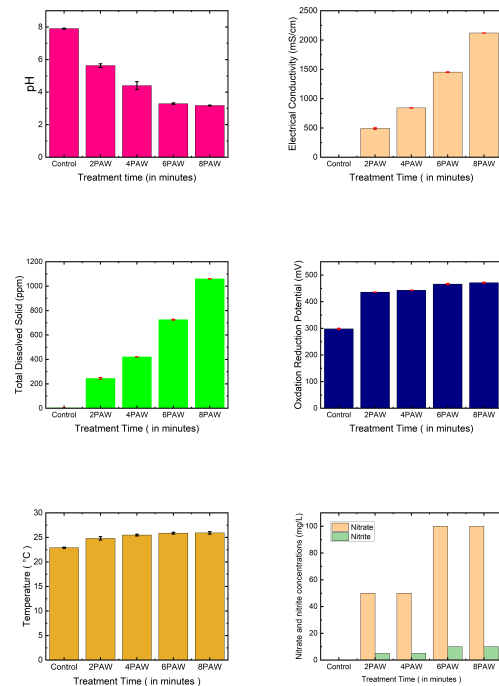 8
6
4
2
0
pH
Control 2PAW 4PAW 6PAW 8PAW
Treatment time (in minutes)
2500
2000
1500
1000
500
0
Electrical Conductivity (mS/cm)
Control 2PAW 4PAW 6PAW 8PAW
Treatment Time ( in minutes)
1200
1000
800
600
400
200
0
Total Dissolved Solid (ppm)
Control 2PAW 4PAW 6PAW 8PAW
Treatment Time ( in minutes)
500
400
300
200
100
0
Oxdation Reduction Potential (mV)
Control 2PAW 4PAW 6PAW 8PAW
Treatment Time ( in minutes)
30
25
20
15
10
5
0
Temperature ( °C)
Control 2PAW 4PAW 6PAW 8PAW
Treatment Time ( in minutes )
Nitrate
Nitrite
100
80
60
40
20
0
Nitrate and nitrite concentrations (mg/L)
Control 2PAW 4PAW 6PAW 8PAW
Treatment Time ( in minutes)